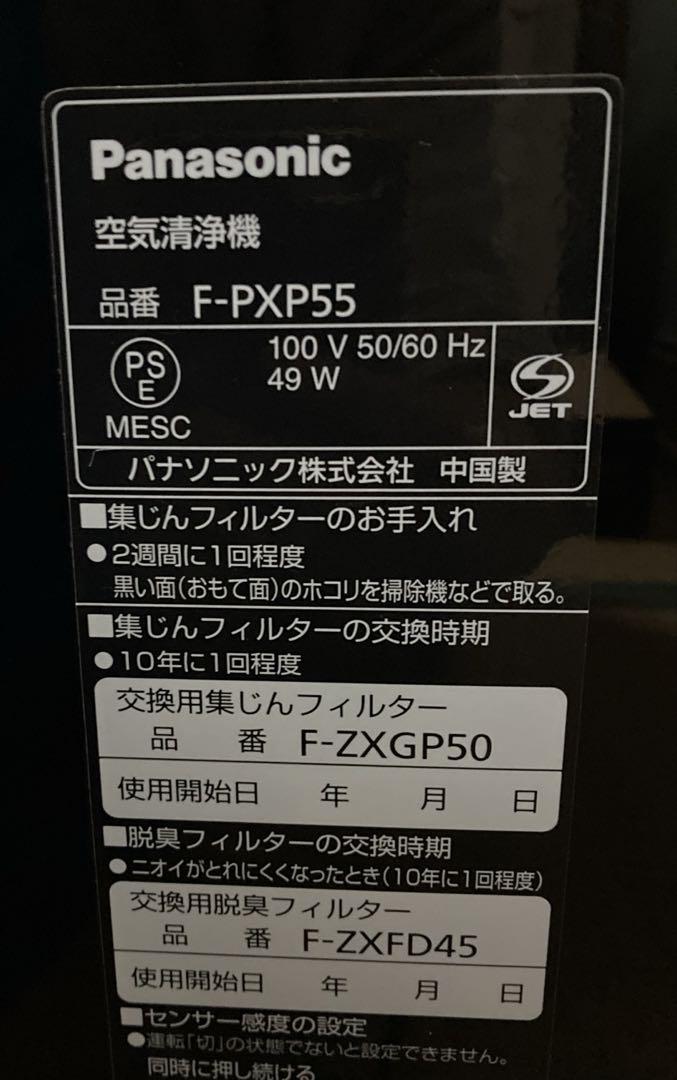 Panasonic
空気清浄機
品番 F-PXP55
PS
E
MESC
100 V 50/60 Hz
49 W
JET
パナソニック株式会社 中国製
■集じんフィルターのお手入れ
●2週間に1回程度
黒い面(おもて面)のホコリを掃除機などで取る。
■集じんフィルターの交換時期
●10年に1回程度
交換用集じんフィルター
品 番 F-ZXGP50
使用開始日 年 月 日
■脱臭フィルターの交換時期
●ニオイがとれにくくなったとき(10年に1回程度)
交換用脱臭フィルター
品 番 F-ZXFD45
使用開始日 年 月 日
■センサー感度の設定
●運転「切」の状態でないと設定できません。
同時に押し続ける